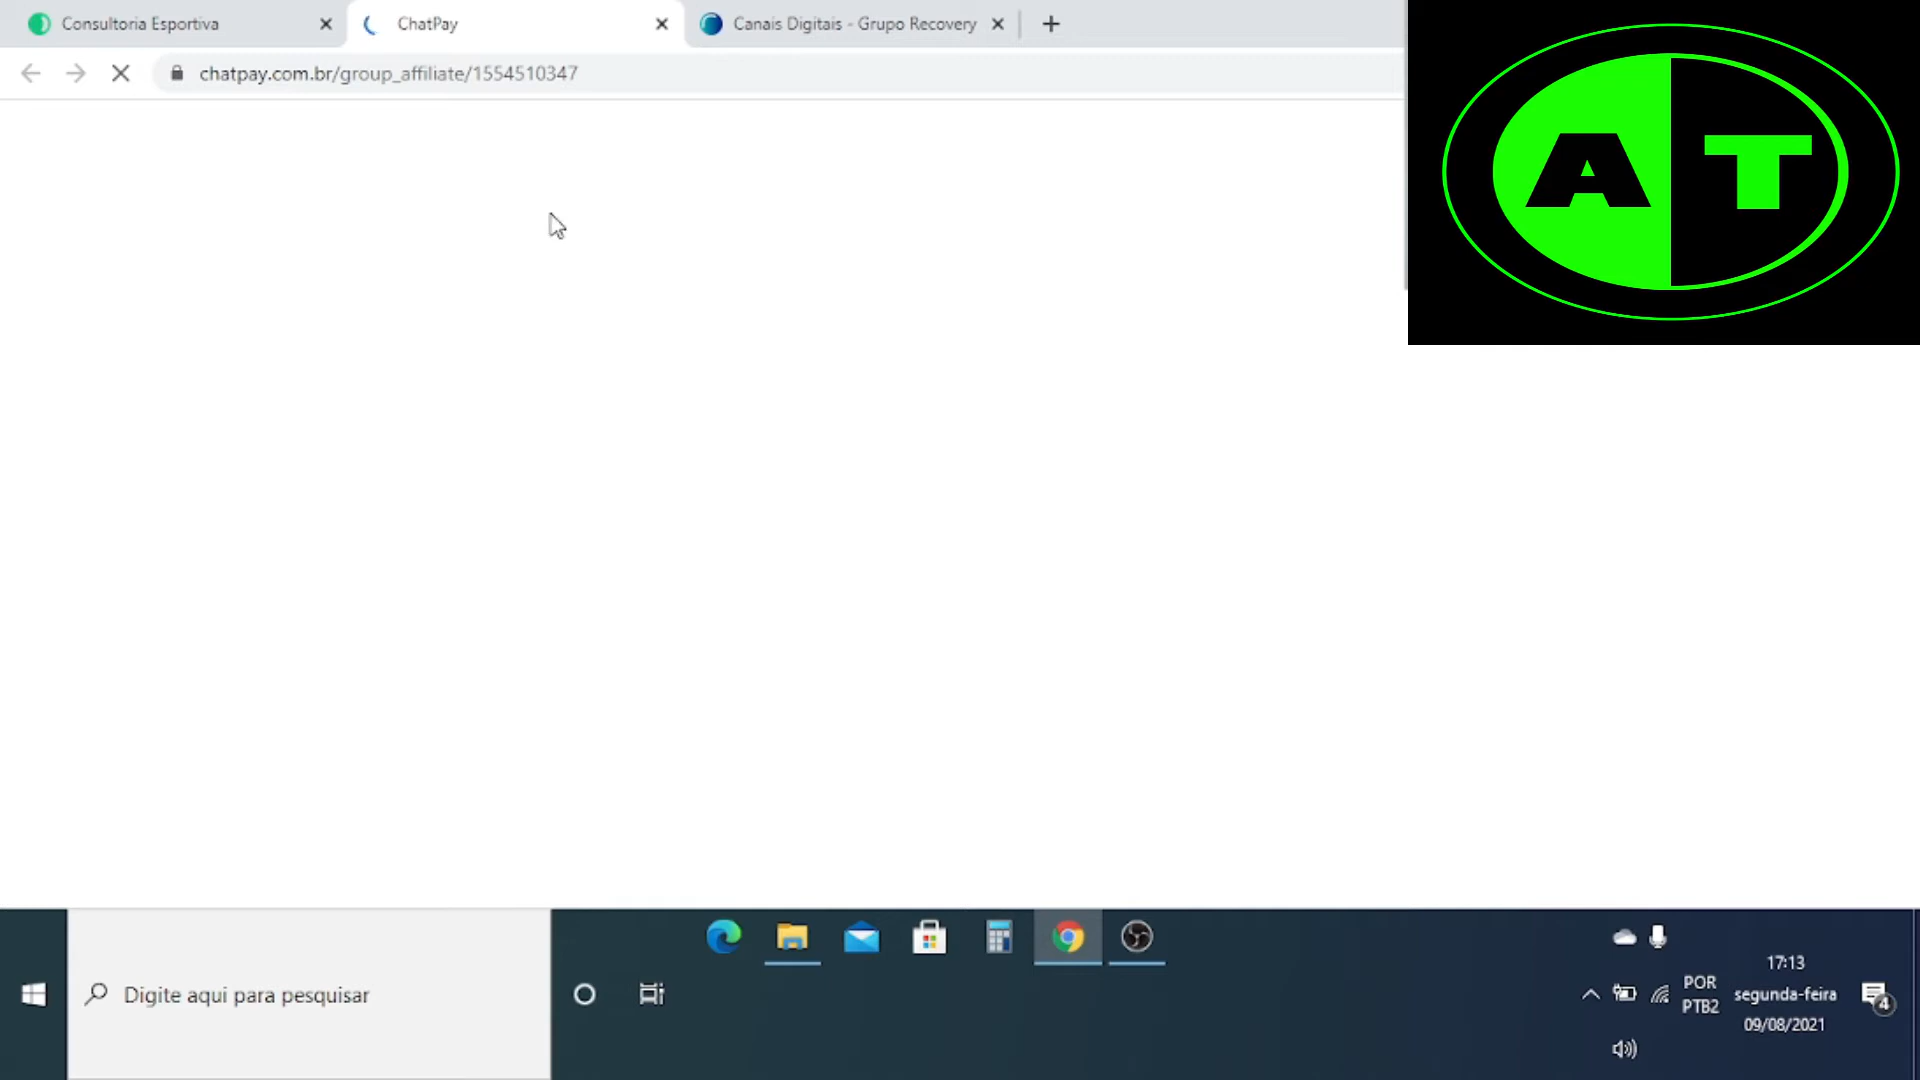 Consultoria Esportiva
ChatPay
Canais Digitais - Grupo Recovery
chatpay.com.br/group_affiliate/1554510347
A T
Digite aqui para pesquisar
POR
PTB2
17:13
segunda-feira
09/08/2021
4